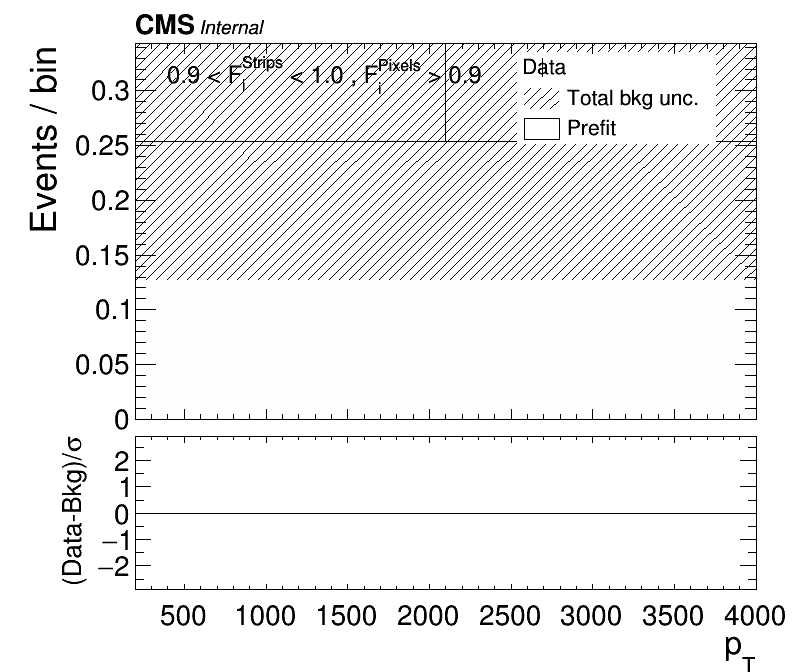 CMS Internal
Events / bin
0.9 < F_i^Strips < 1.0 , F_i^Pixels > 0.9
Data
Total bkg unc.
Prefit
0.3
0.25
0.2
0.15
0.1
0.05
0
(Data-Bkg)/σ
2
1
0
−1
−2
500 1000 1500 2000 2500 3000 3500 4000
p_T